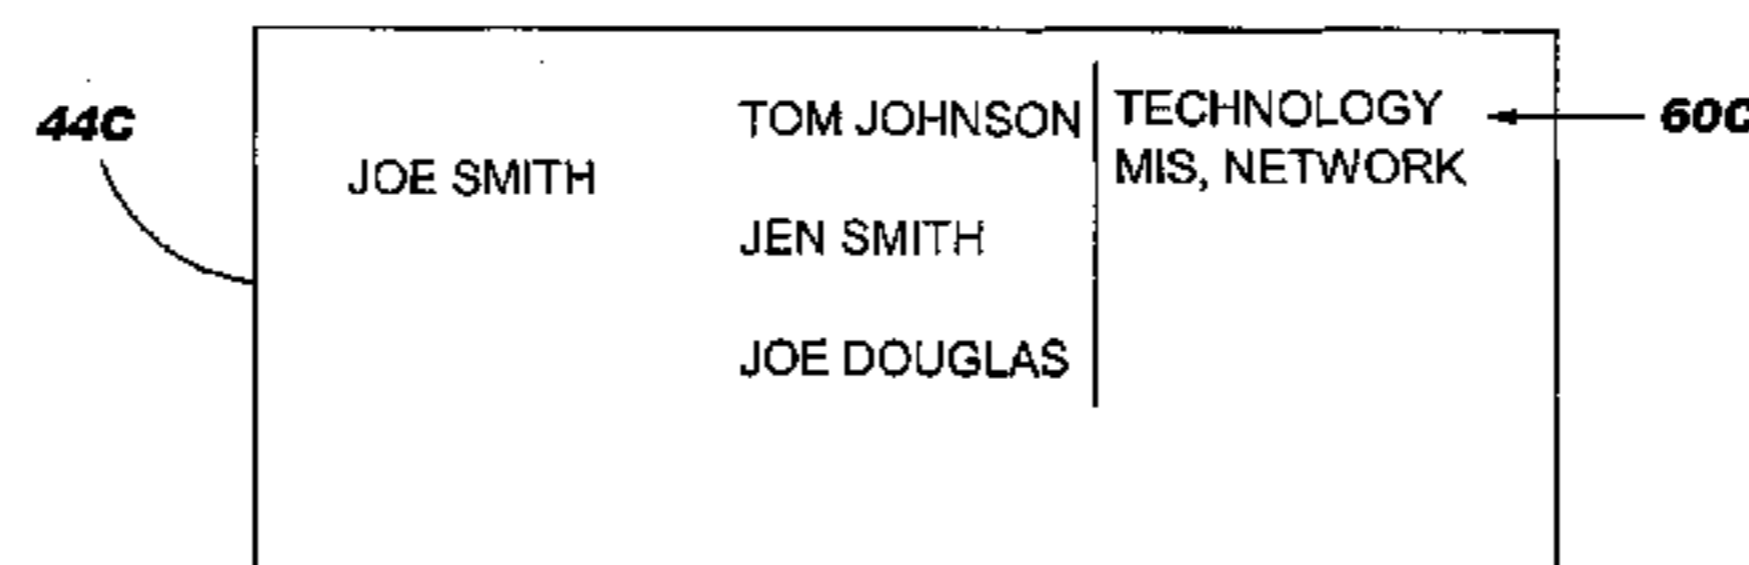 44C
JOE SMITH
TOM JOHNSON
JEN SMITH
JOE DOUGLAS
TECHNOLOGY
MIS, NETWORK
60C